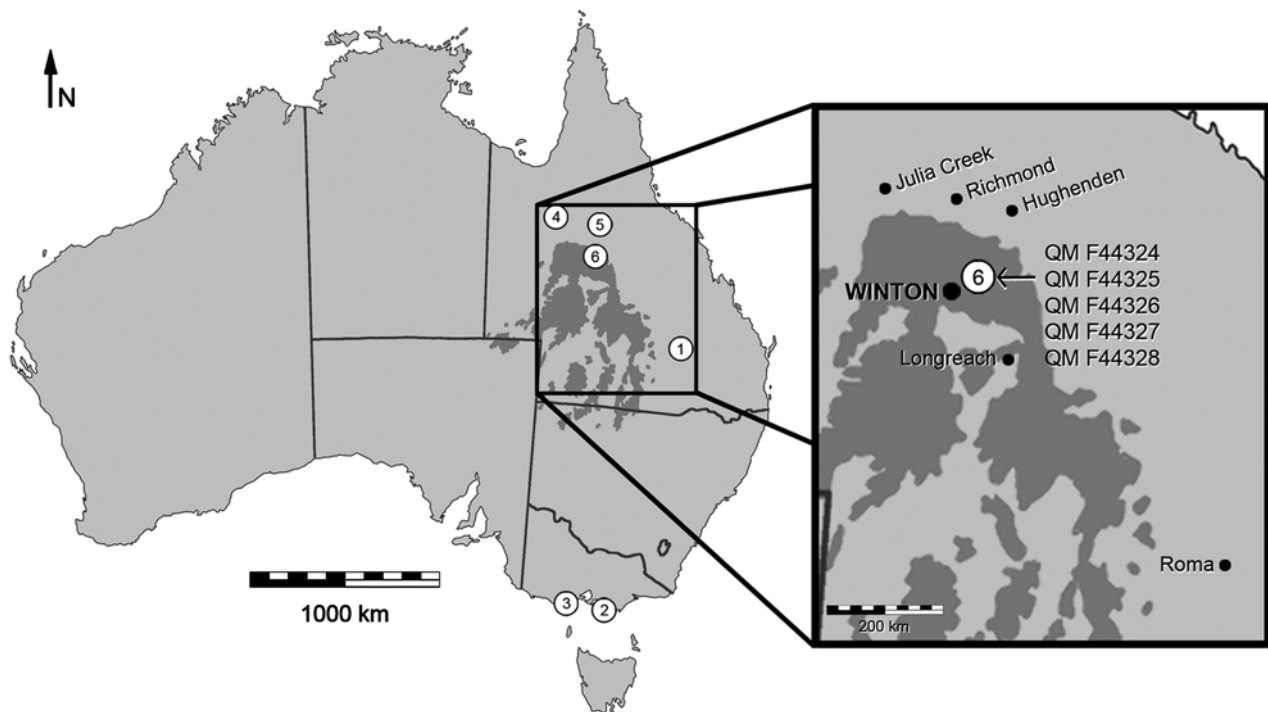 N
4
5
6
1
3
2
1000 km
Julia Creek
Richmond
Hughenden
6
QM F44324
QM F44325
QM F44326
QM F44327
QM F44328
WINTON
Longreach
Roma
200 km